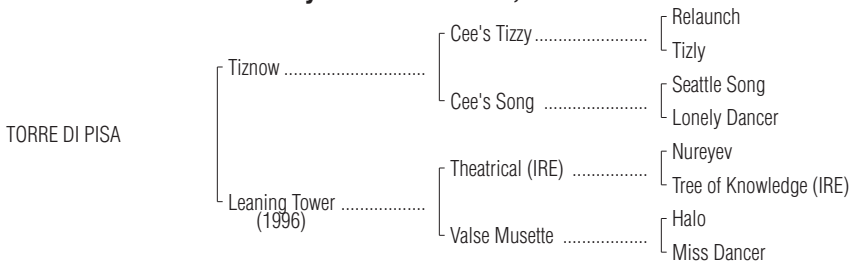 Relaunch
Cee's Tizzy ..............................
Tizly
Tiznow ..............................
Seattle Song
Cee's Song ......................
Lonely Dancer
TORRE DI PISA
Nureyev
Theatrical (IRE) ................
Tree of Knowledge (IRE)
Leaning Tower ..................
(1996)
Halo
Valse Musette ..................
Miss Dancer